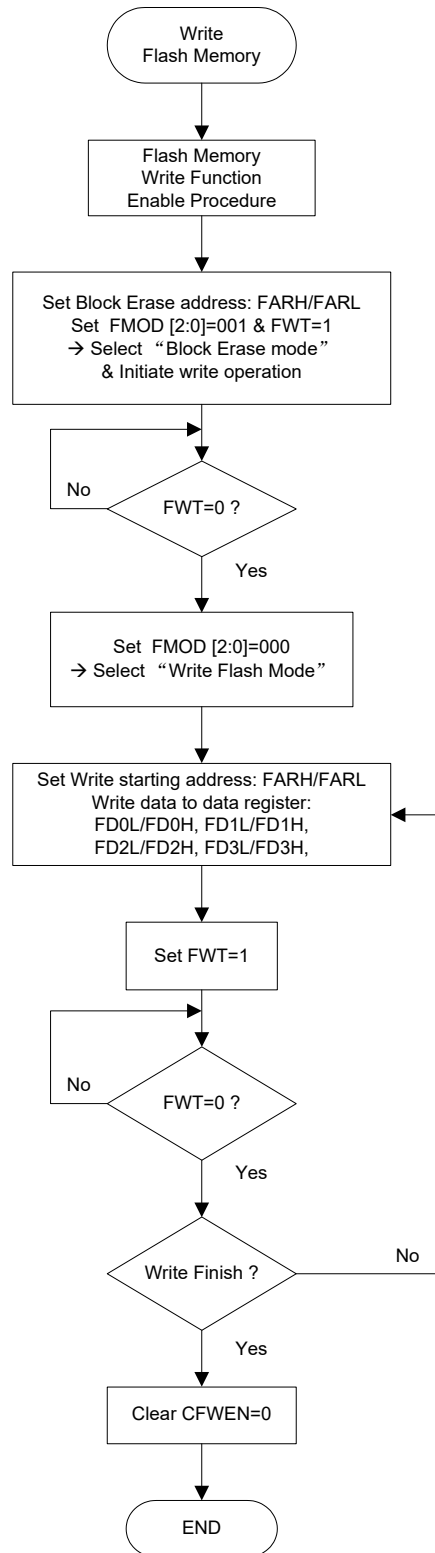 Write
Flash Memory
Flash Memory
Write Function
Enable Procedure
Set Block Erase address: FARH/FARL
Set FMOD [2:0]=001 & FWT=1
→ Select “Block Erase mode”
& Initiate write operation
No
FWT=0 ?
Yes
Set FMOD [2:0]=000
→ Select “Write Flash Mode”
Set Write starting address: FARH/FARL
Write data to data register:
FD0L/FD0H, FD1L/FD1H,
FD2L/FD2H, FD3L/FD3H,
Set FWT=1
No
FWT=0 ?
Yes
Write Finish ?
No
Yes
Clear CFWEN=0
END